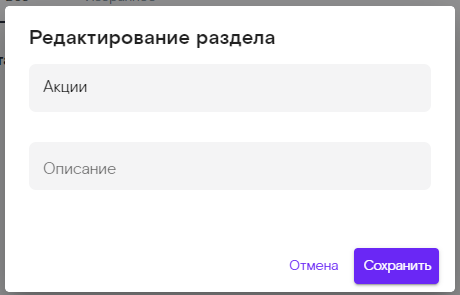 Редактирование раздела
Акции
Описание
Отмена
Сохранить